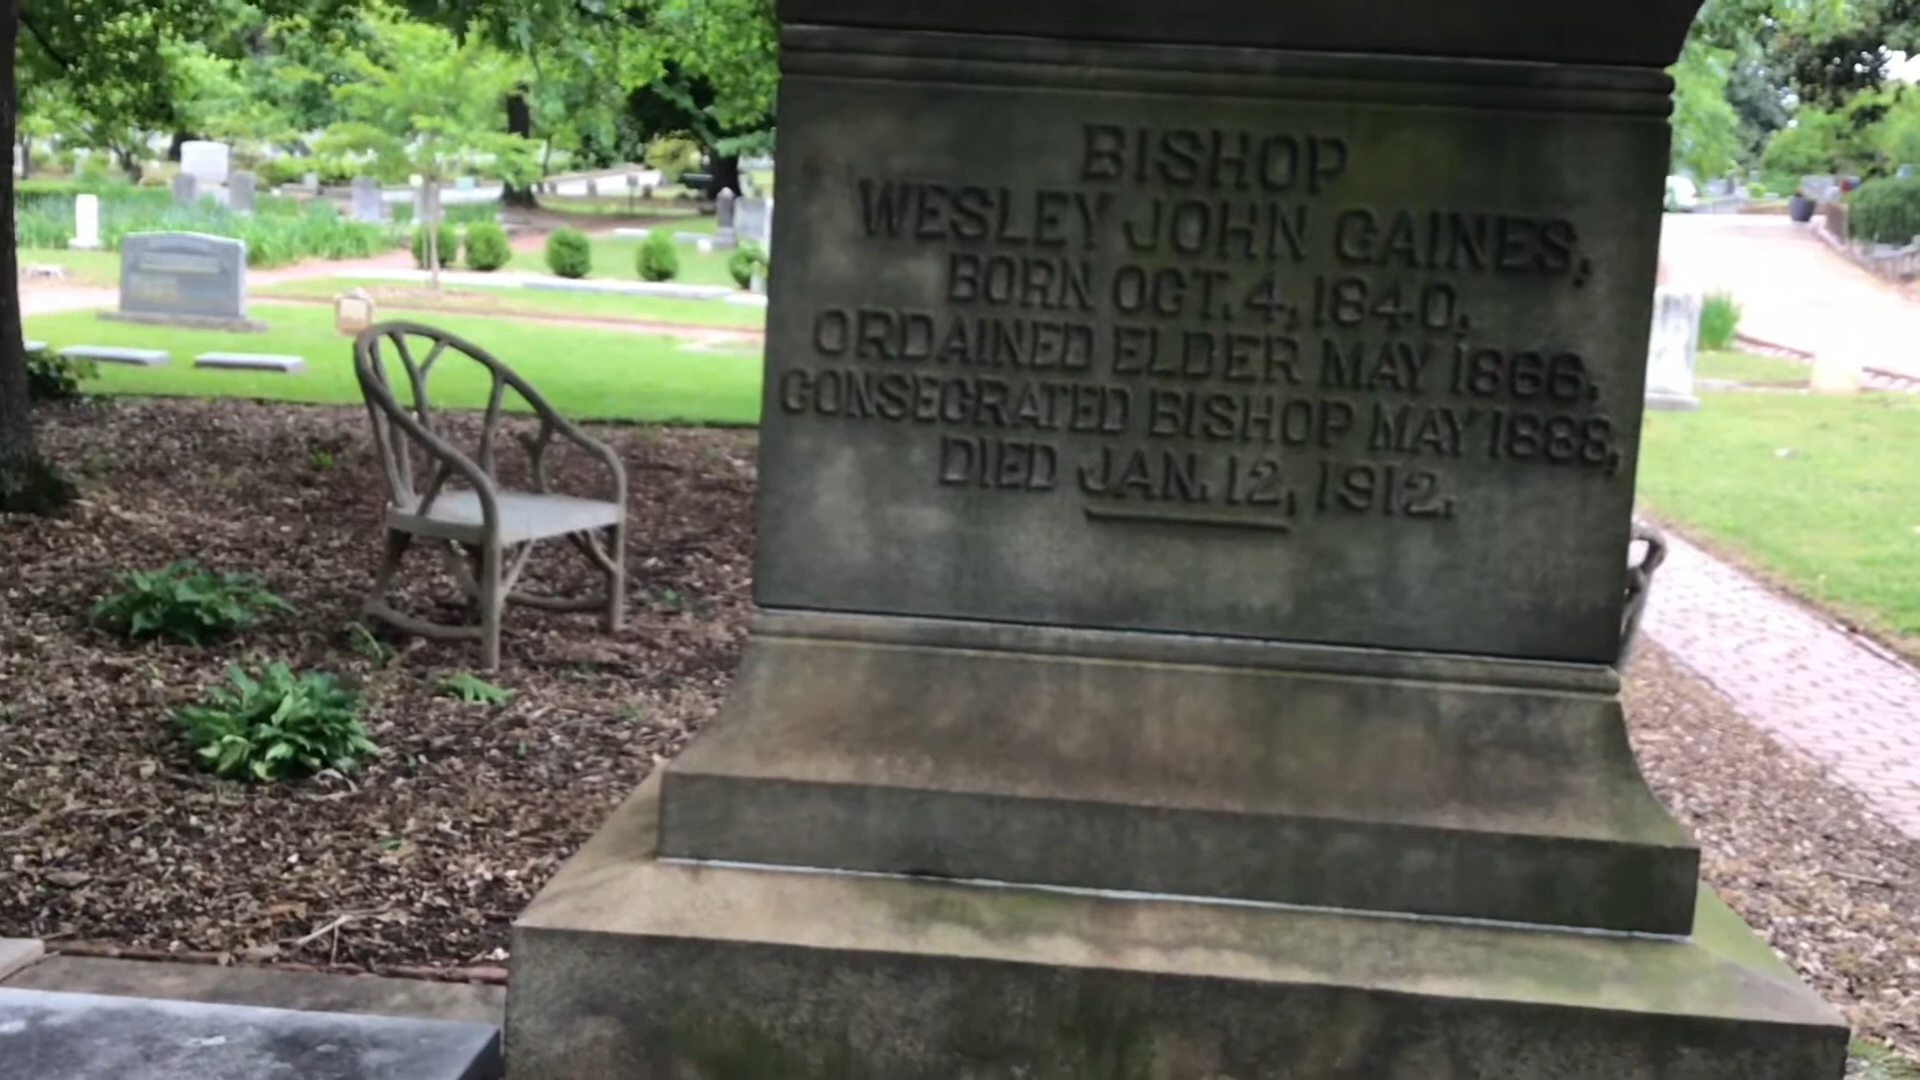 BISHOP
WESLEY JOHN GAINES,
BORN OCT. 4, 1840.
ORDAINED ELDER MAY 1866.
CONSECRATED BISHOP MAY 1888,
DIED JAN. 12, 1912.